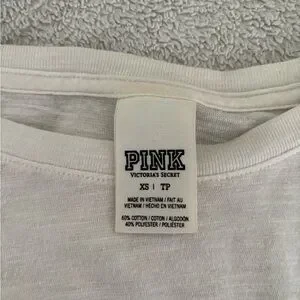 PINK
VICTORIA'S SECRET
XS | TP
MADE IN VIETNAM / FAIT AU
VIETNAM / HECHO EN VIETNAM
60% COTTON / COTON / ALGODÓN
40% POLYESTER / POLIÉSTER